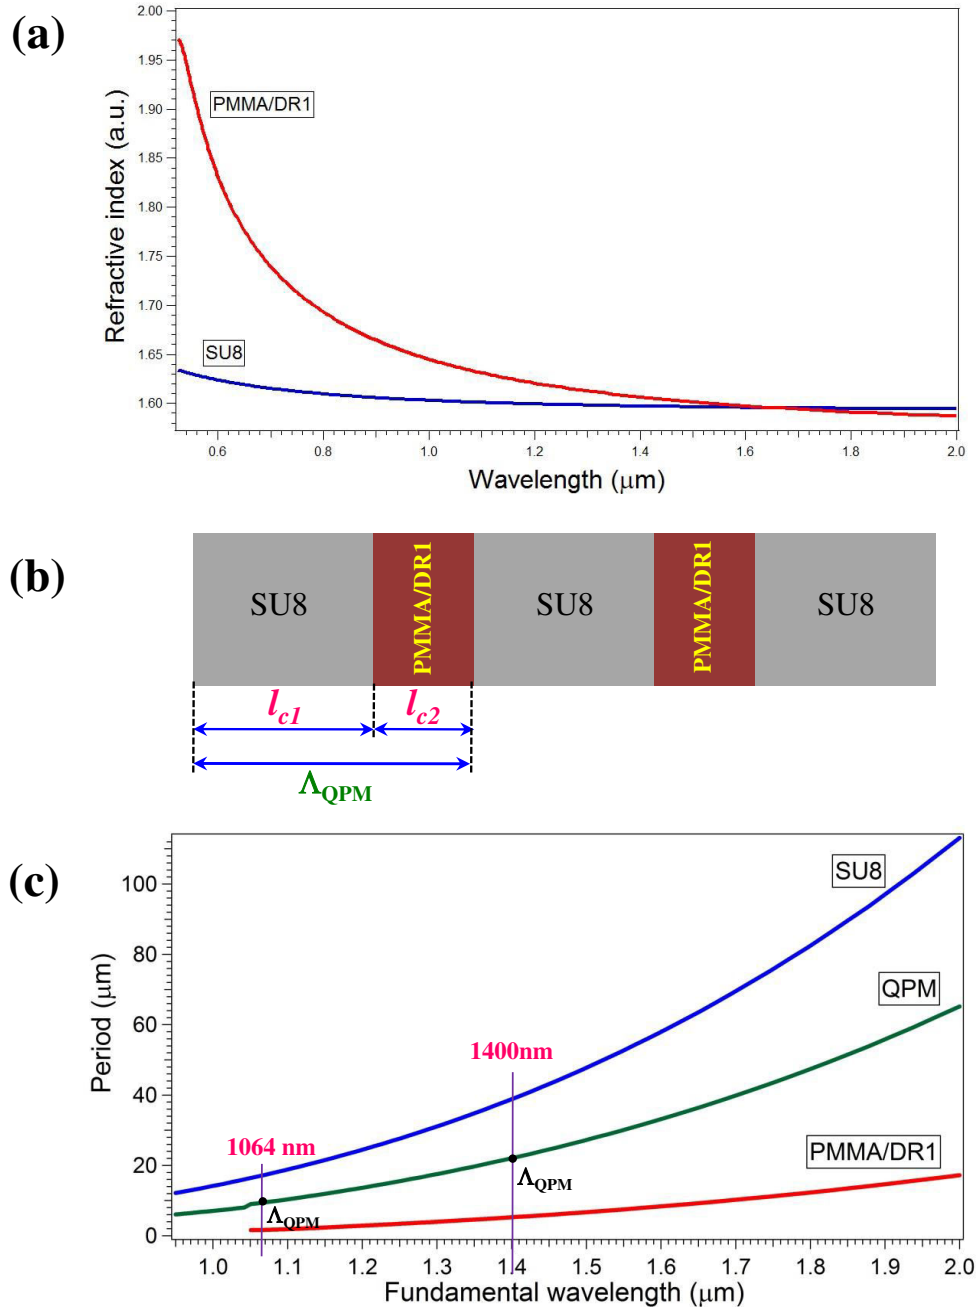 (a)
2.00
1.95
1.90
1.85
1.80
1.75
1.70
1.65
1.60
Refractive index (a.u.)
PMMA/DR1
SU8
0.6 0.8 1.0 1.2 1.4 1.6 1.8 2.0
Wavelength (μm)
(b)
SU8 PMMA/DR1 SU8 PMMA/DR1 SU8
lc1 lc2
ΛQPM
(c)
100
80
60
40
20
0
Period (μm)
SU8
QPM
1400nm
1064 nm
PMMA/DR1
ΛQPM
ΛQPM
1.0 1.1 1.2 1.3 1.4 1.5 1.6 1.7 1.8 1.9 2.0
Fundamental wavelength (μm)